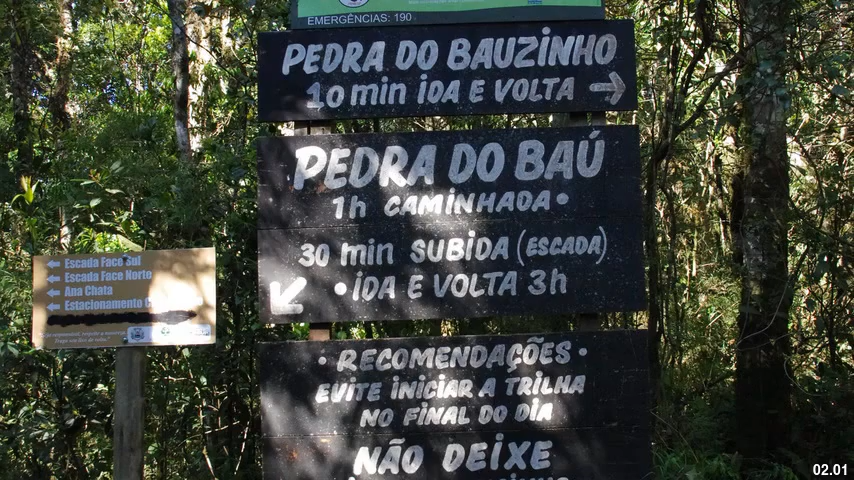 EMERGÊNCIAS: 190
PEDRA DO BAUZINHO
10 min IDA E VOLTA →
PEDRA DO BAÚ
1h CAMINHADA •
30 min SUBIDA (ESCADA)
• IDA E VOLTA 3h
• RECOMENDAÇÕES •
EVITE INICIAR A TRILHA
NO FINAL DO DIA
NÃO DEIXE
← Escada Face Sul
← Escada Face Norte
← Ana Chata
← Estacionamento
02.01